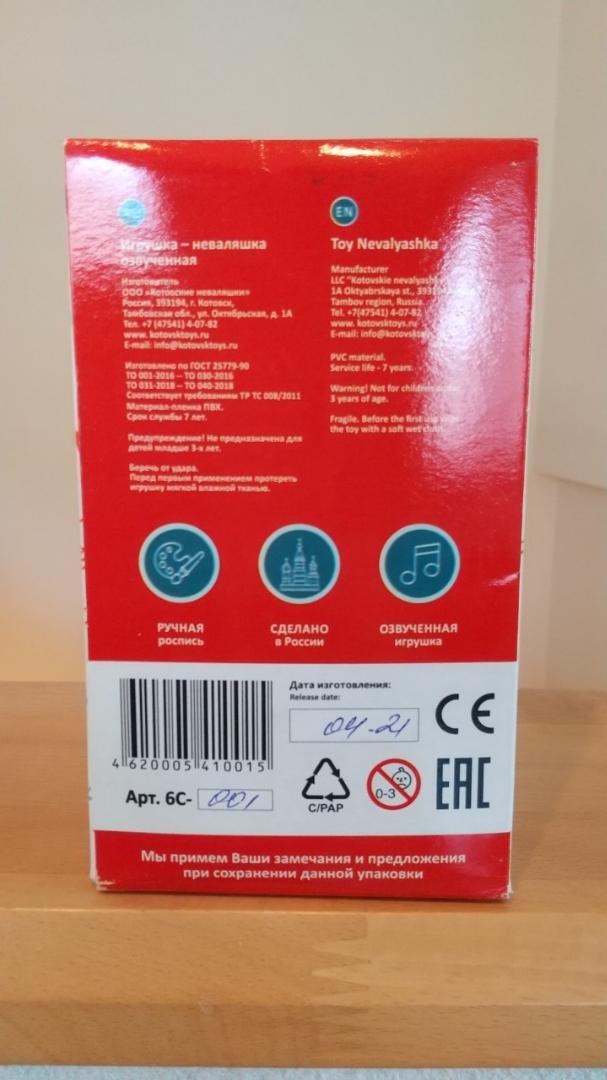 RU
Игрушка – неваляшка
озвученная
Изготовитель
ООО «Котовские неваляшки»
Россия, 393194, г. Котовск,
Тамбовская обл., ул. Октябрьская, д. 1А
Тел. +7 (47541) 4-07-82
www. kotovsktoys.ru
E-mail: info@kotovsktoys.ru
Изготовлено по ГОСТ 25779-90
ТО 001-2016 – ТО 030-2016
ТО 031-2018 – ТО 040-2018
Соответствует требованиям ТР ТС 008/2011
Материал-пленка ПВХ.
Срок службы 7 лет.
Предупреждение! Не предназначена для
детей младше 3-х лет.
Беречь от удара.
Перед первым применением протереть
игрушку мягкой влажной тканью.
EN
Toy Nevalyashka
Manufacturer
LLC "Kotovskie nevalyashky
1A Oktyabrskaya st.,
Tambov region, Russia.
Tel. +7(47541) 4-07-82
www. kotovsktoys.ru
E-mail: info@kotovsktoys.ru
PVC material.
Service life - 7 years.
Warning! Not for children under
3 years of age.
Fragile. Before the first use wipe
the toy with a soft wet cloth.
РУЧНАЯ
роспись
СДЕЛАНО
в России
ОЗВУЧЕННАЯ
игрушка
4 620005 410015
Арт. 6С- 001
Дата изготовления:
Release date:
04-21
C/PAP
0-3
CE
EAC
Мы примем Ваши замечания и предложения
при сохранении данной упаковки